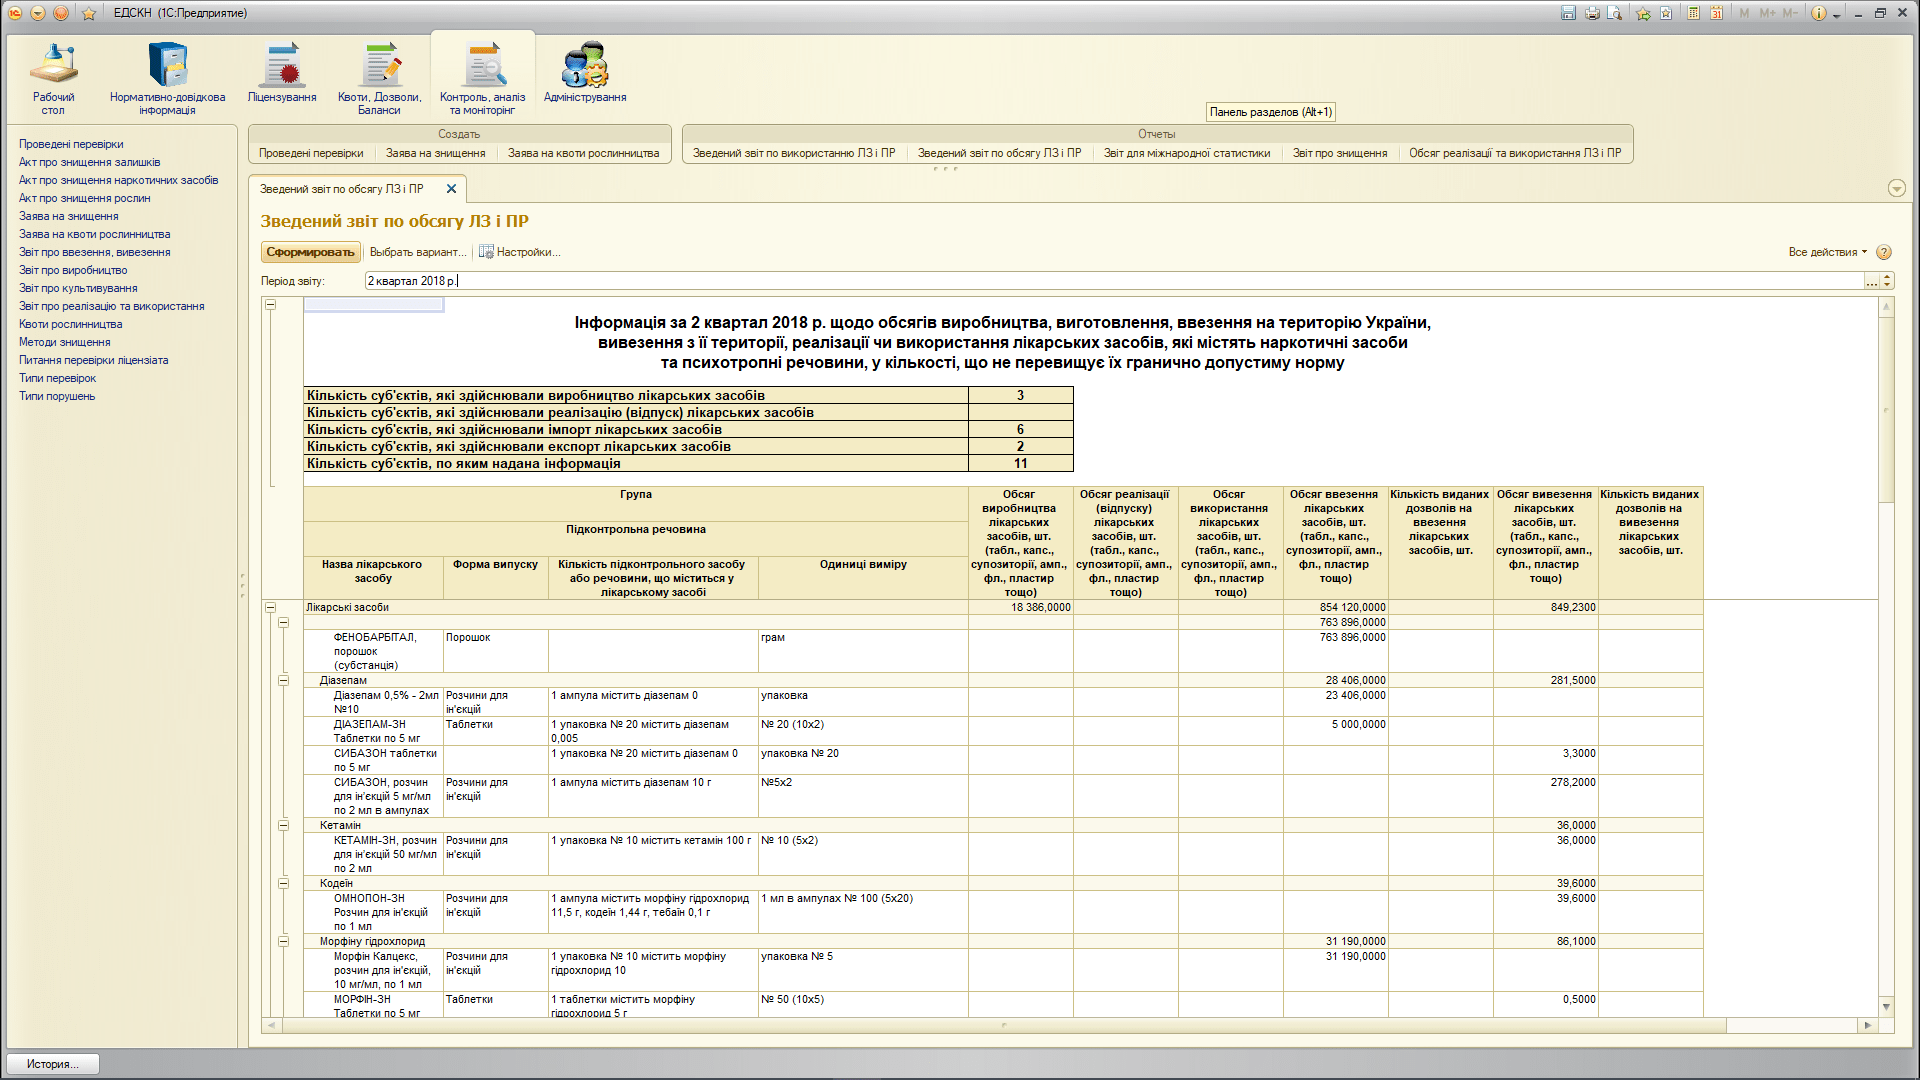 ЕДСКН (1С:Предприятие)
M M+ M-
Рабочий
стол
Нормативно-довідкова
інформація
Ліцензування
Квоти, Дозволи,
Баланси
Контроль, аналіз
та моніторінг
Адміністрування
Панель разделов (Alt+1)
Проведені перевірки
Акт про знищення залишків
Акт про знищення наркотичних засобів
Акт про знищення рослин
Заява на знищення
Заява на квоти рослинництва
Звіт про ввезення, вивезення
Звіт про виробництво
Звіт про культивування
Звіт про реалізацію та використання
Квоти рослинництва
Методи знищення
Питання перевірки ліцензіата
Типи перевірок
Типи порушень
Создать
Проведені перевірки Заява на знищення Заява на квоти рослинництва
Отчеты
Зведений звіт по використанню ЛЗ і ПР Зведений звіт по обсягу ЛЗ і ПР Звіт для міжнародної статистики Звіт про знищення Обсяг реалізації та використання ЛЗ і ПР
Зведений звіт по обсягу ЛЗ і ПР
Зведений звіт по обсягу ЛЗ і ПР
Сформировать Выбрать вариант... Настройки... Все действия
Період звіту: 2 квартал 2018 р.
Інформація за 2 квартал 2018 р. щодо обсягів виробництва, виготовлення, ввезення на територію України,
вивезення з її території, реалізації чи використання лікарських засобів, які містять наркотичні засоби
та психотропні речовини, у кількості, що не перевищує їх гранично допустиму норму
Кількість суб'єктів, які здійснювали виробництво лікарських засобів 3
Кількість суб'єктів, які здійснювали реалізацію (відпуск) лікарських засобів
Кількість суб'єктів, які здійснювали імпорт лікарських засобів 6
Кількість суб'єктів, які здійснювали експорт лікарських засобів 2
Кількість суб'єктів, по яким надана інформація 11
Група
Підконтрольна речовина
Назва лікарського
засобу
Форма випуску
Кількість підконтрольного засобу
або речовини, що міститься у
лікарському засобі
Одиниці виміру
Обсяг
виробництва
лікарських
засобів, шт.
(табл., капс.,
супозиторії, амп.,
фл., пластир
тощо)
Обсяг реалізації
(відпуску)
лікарських
засобів, шт.
(табл., капс.,
супозиторії, амп.,
фл., пластир
тощо)
Обсяг
використання
лікарських
засобів, шт.
(табл., капс.,
супозиторії, амп.,
фл., пластир
тощо)
Обсяг ввезення
лікарських
засобів, шт.
(табл., капс.,
супозиторії, амп.,
фл., пластир
тощо)
Кількість виданих
дозволів на
ввезення
лікарських
засобів, шт.
Обсяг вивезення
лікарських
засобів, шт.
(табл., капс.,
супозиторії, амп.,
фл., пластир
тощо)
Кількість виданих
дозволів на
вивезення
лікарських
засобів, шт.
Лікарські засоби 18 386,0000 854 120,0000 849,2300
763 896,0000
ФЕНОБАРБІТАЛ, Порошок грам 763 896,0000
порошок
(субстанція)
Діазепам 28 406,0000 281,5000
Діазепам 0,5% - 2мл Розчини для 1 ампула містить діазепам 0 упаковка 23 406,0000
№10 ін'єкцій
ДІАЗЕПАМ-ЗН Таблетки 1 упаковка № 20 містить діазепам № 20 (10х2) 5 000,0000
Таблетки по 5 мг 0,005
СИБАЗОН таблетки 1 упаковка № 20 містить діазепам 0 упаковка № 20 3,3000
по 5 мг
СИБАЗОН, розчин Розчини для 1 ампула містить діазепам 10 г №5х2 278,2000
для ін'єкцій 5 мг/мл ін'єкцій
по 2 мл в ампулах
Кетамін 36,0000
КЕТАМІН-ЗН, розчин Розчини для 1 упаковка № 10 містить кетамін 100 г № 10 (5х2) 36,0000
для ін'єкцій 50 мг/мл ін'єкцій
по 2 мл
Кодеїн 39,6000
ОМНОПОН-ЗН Розчини для 1 ампула містить морфіну гідрохлорид 1 мл в ампулах № 100 (5х20) 39,6000
Розчин для ін'єкцій ін'єкцій 11,5 г, кодеїн 1,44 г, тебаїн 0,1 г
по 1 мл
Морфіну гідрохлорид 31 190,0000 86,1000
Морфін Калцекс, Розчини для 1 упаковка № 10 містить морфіну упаковка № 5 31 190,0000
розчин для ін'єкцій, ін'єкцій гідрохлорид 10
10 мг/мл, по 1 мл
МОРФІН-ЗН Таблетки 1 таблетки містить морфіну № 50 (10х5) 0,5000
Таблетки по 5 мг гідрохлорид 5 г
История...